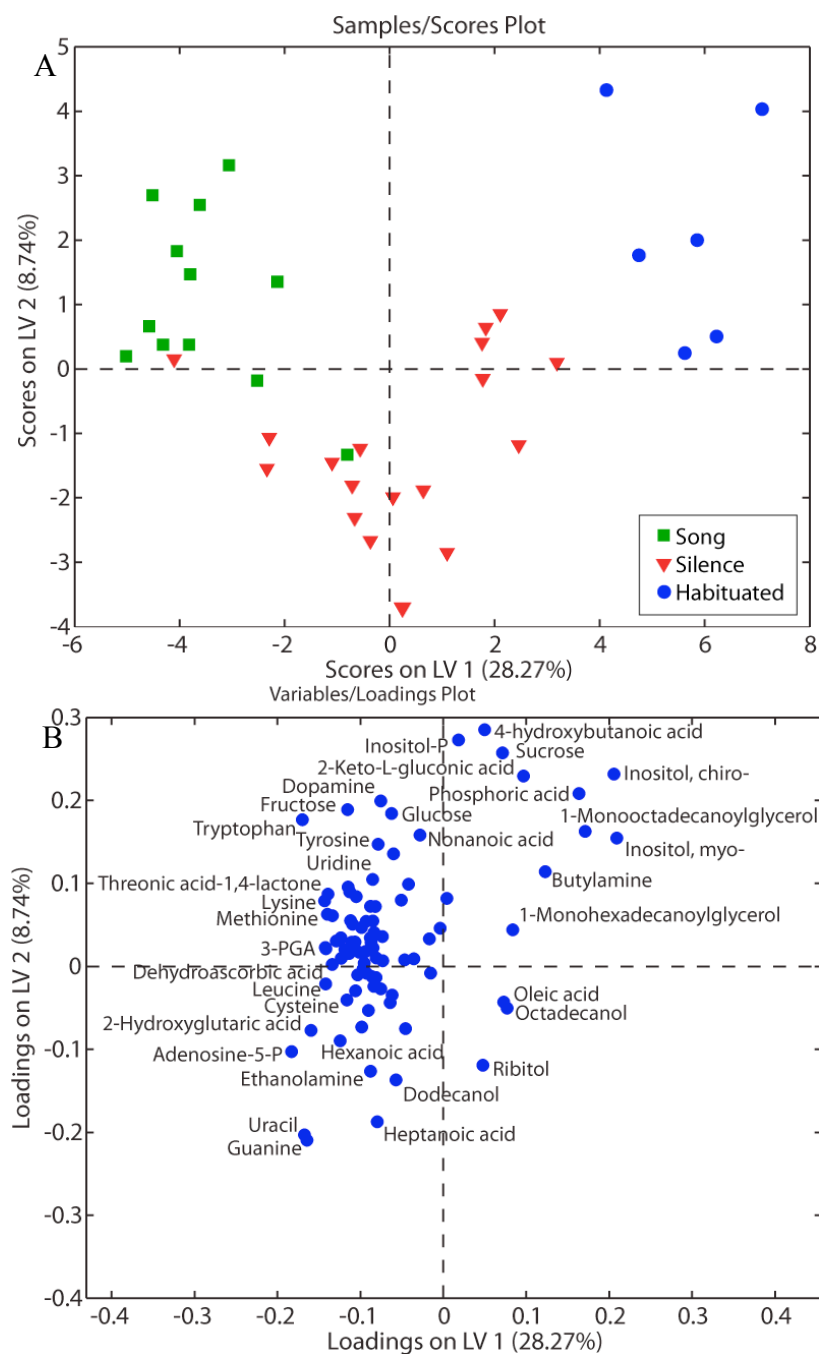 Samples/Scores Plot
A
5
4
3
2
1
0
-1
-2
-3
-4
Scores on LV 2 (8.74%)
Song
Silence
Habituated
-6
-4
-2
0
2
4
6
8
Scores on LV 1 (28.27%)
Variables/Loadings Plot
B
0.3
0.2
0.1
0
-0.1
-0.2
-0.3
-0.4
Loadings on LV 2 (8.74%)
4-hydroxybutanoic acid
Inositol-P
Sucrose
2-Keto-L-gluconic acid
Inositol, chiro-
Dopamine
Phosphoric acid
Fructose
Glucose
1-Monooctadecanoylglycerol
Tryptophan
Nonanoic acid
Tyrosine
Inositol, myo-
Uridine
Butylamine
Threonic acid-1,4-lactone
Lysine
1-Monohexadecanoylglycerol
Methionine
3-PGA
Dehydroascorbic acid
Leucine
Oleic acid
Cysteine
Octadecanol
2-Hydroxyglutaric acid
Adenosine-5-P
Hexanoic acid
Ribitol
Ethanolamine
Dodecanol
Uracil
Heptanoic acid
Guanine
-0.4
-0.3
-0.2
-0.1
0
0.1
0.2
0.3
0.4
Loadings on LV 1 (28.27%)